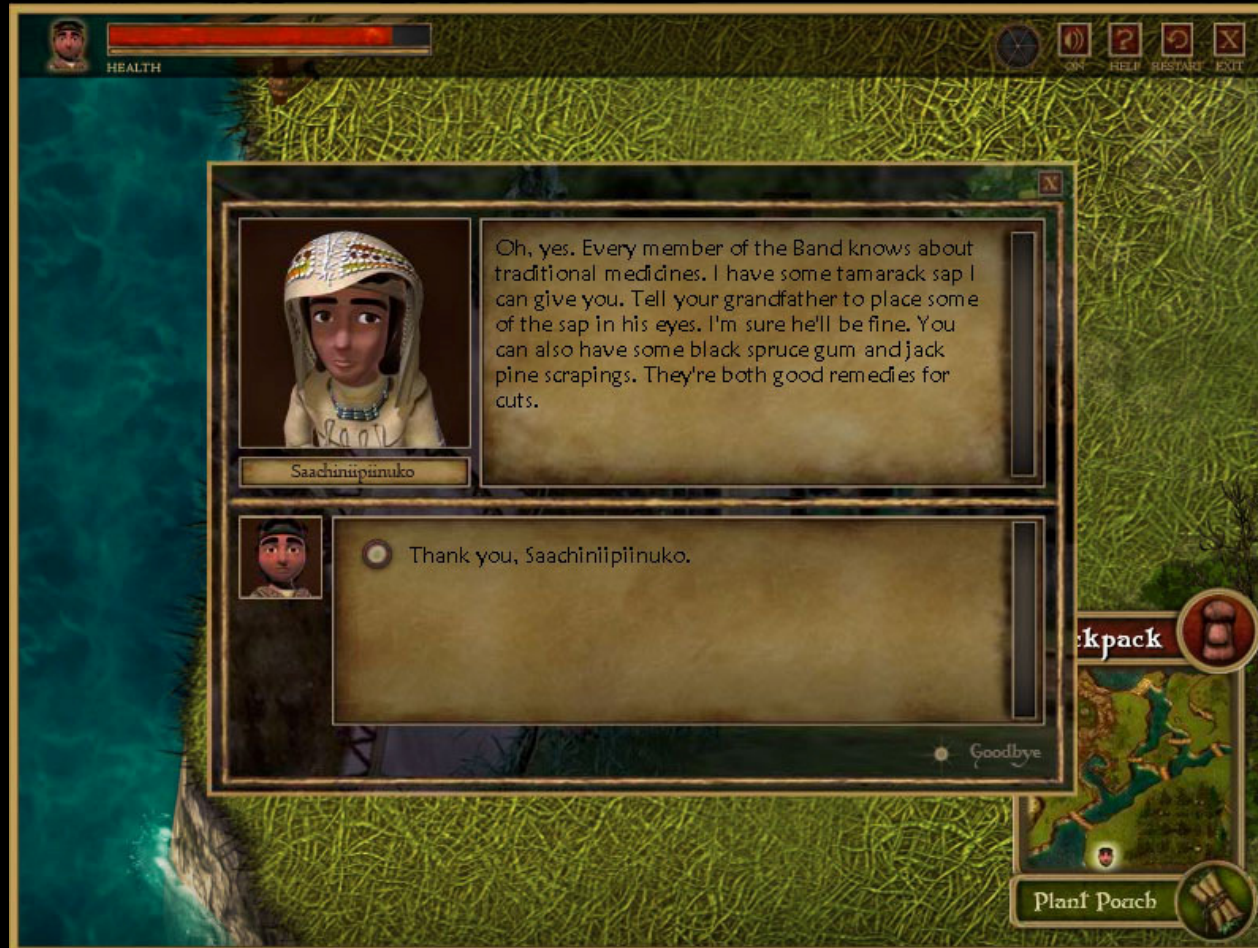 HEALTH
ON HELP RESTART EXIT
X
Oh, yes. Every member of the Band knows about
traditional medicines. I have some tamarack sap I
can give you. Tell your grandfather to place some
of the sap in his eyes. I'm sure he'll be fine. You
can also have some black spruce gum and jack
pine scrapings. They're both good remedies for
cuts.
Saachiniipiinuko
Thank you, Saachiniipiinuko.
kpack
Goodbye
Plant Pouch